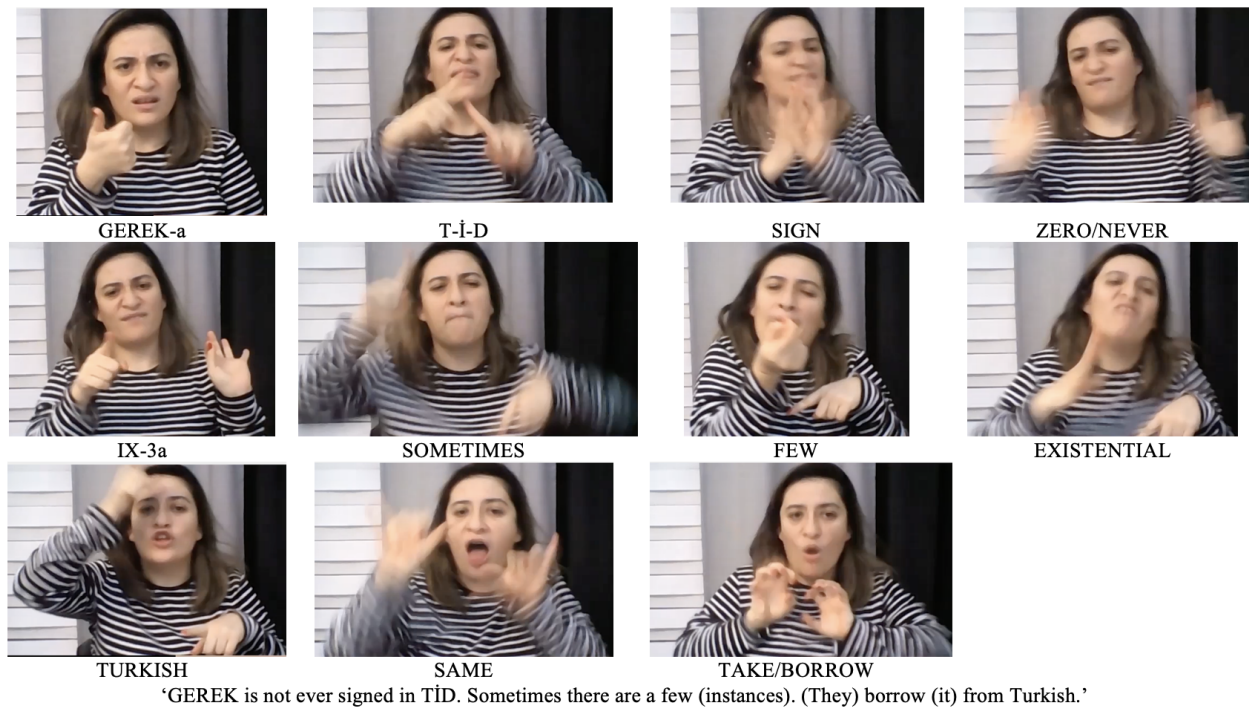 GEREK-a T-İ-D SIGN ZERO/NEVER
IX-3a SOMETIMES FEW EXISTENTIAL
TURKISH SAME TAKE/BORROW
‘GEREK is not ever signed in TİD. Sometimes there are a few (instances). (They) borrow (it) from Turkish.’